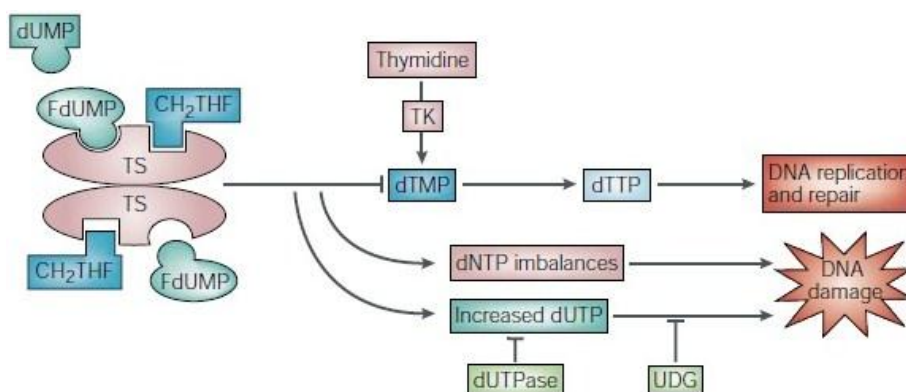 dUMP
FdUMP
CH₂THF
TS
TS
CH₂THF
FdUMP
Thymidine
TK
dTMP
dTTP
DNA replication
and repair
dNTP imbalances
DNA
damage
Increased dUTP
dUTPase
UDG